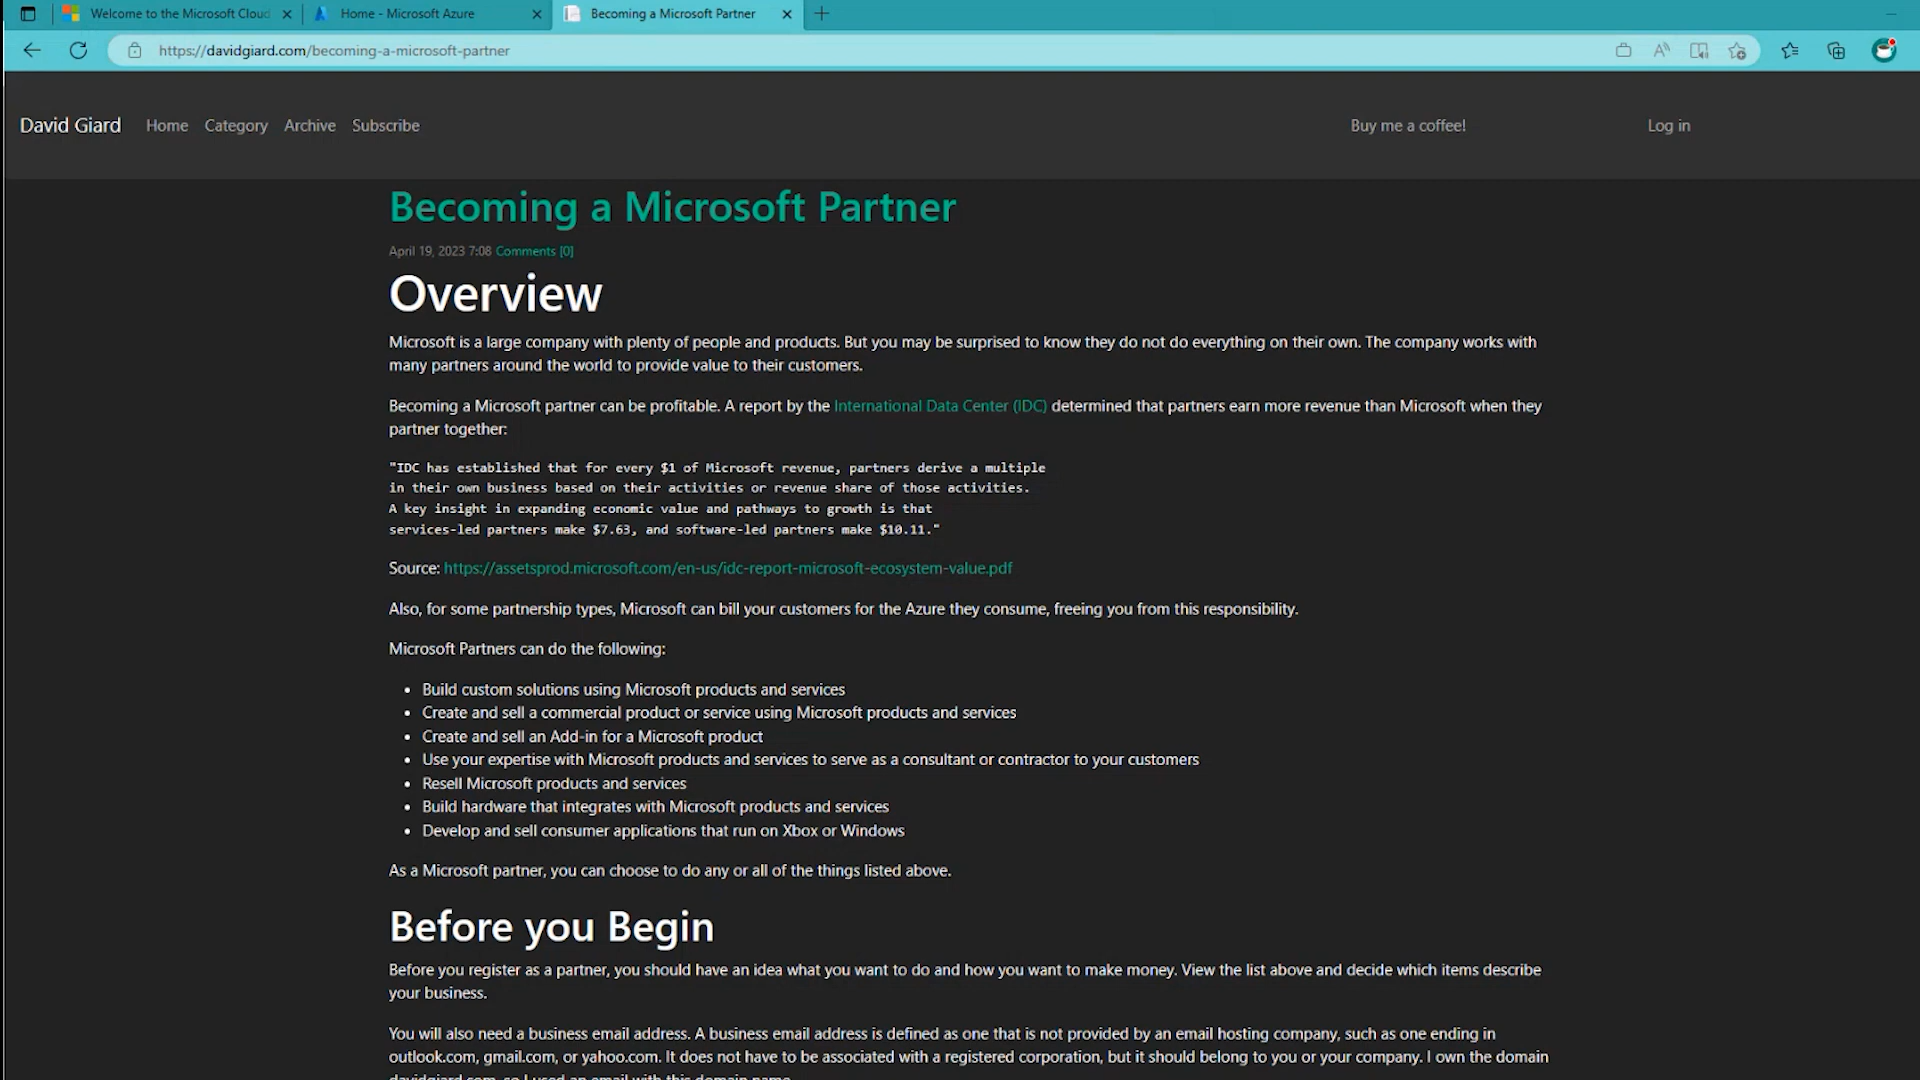 Welcome to the Microsoft Cloud
Home - Microsoft Azure
Becoming a Microsoft Partner
https://davidgiard.com/becoming-a-microsoft-partner
David Giard
Home
Category
Archive
Subscribe
Buy me a coffee!
Log in
Becoming a Microsoft Partner
April 19, 2023 7:08 Comments [0]
Overview
Microsoft is a large company with plenty of people and products. But you may be surprised to know they do not do everything on their own. The company works with
many partners around the world to provide value to their customers.
Becoming a Microsoft partner can be profitable. A report by the International Data Center (IDC) determined that partners earn more revenue than Microsoft when they
partner together:
"IDC has established that for every $1 of Microsoft revenue, partners derive a multiple
in their own business based on their activities or revenue share of those activities.
A key insight in expanding economic value and pathways to growth is that
services-led partners make $7.63, and software-led partners make $10.11."
Source: https://assetsprod.microsoft.com/en-us/idc-report-microsoft-ecosystem-value.pdf
Also, for some partnership types, Microsoft can bill your customers for the Azure they consume, freeing you from this responsibility.
Microsoft Partners can do the following:
• Build custom solutions using Microsoft products and services
• Create and sell a commercial product or service using Microsoft products and services
• Create and sell an Add-in for a Microsoft product
• Use your expertise with Microsoft products and services to serve as a consultant or contractor to your customers
• Resell Microsoft products and services
• Build hardware that integrates with Microsoft products and services
• Develop and sell consumer applications that run on Xbox or Windows
As a Microsoft partner, you can choose to do any or all of the things listed above.
Before you Begin
Before you register as a partner, you should have an idea what you want to do and how you want to make money. View the list above and decide which items describe
your business.
You will also need a business email address. A business email address is defined as one that is not provided by an email hosting company, such as one ending in
outlook.com, gmail.com, or yahoo.com. It does not have to be associated with a registered corporation, but it should belong to you or your company. I own the domain
davidgiard.com, so I used an email with this domain name.